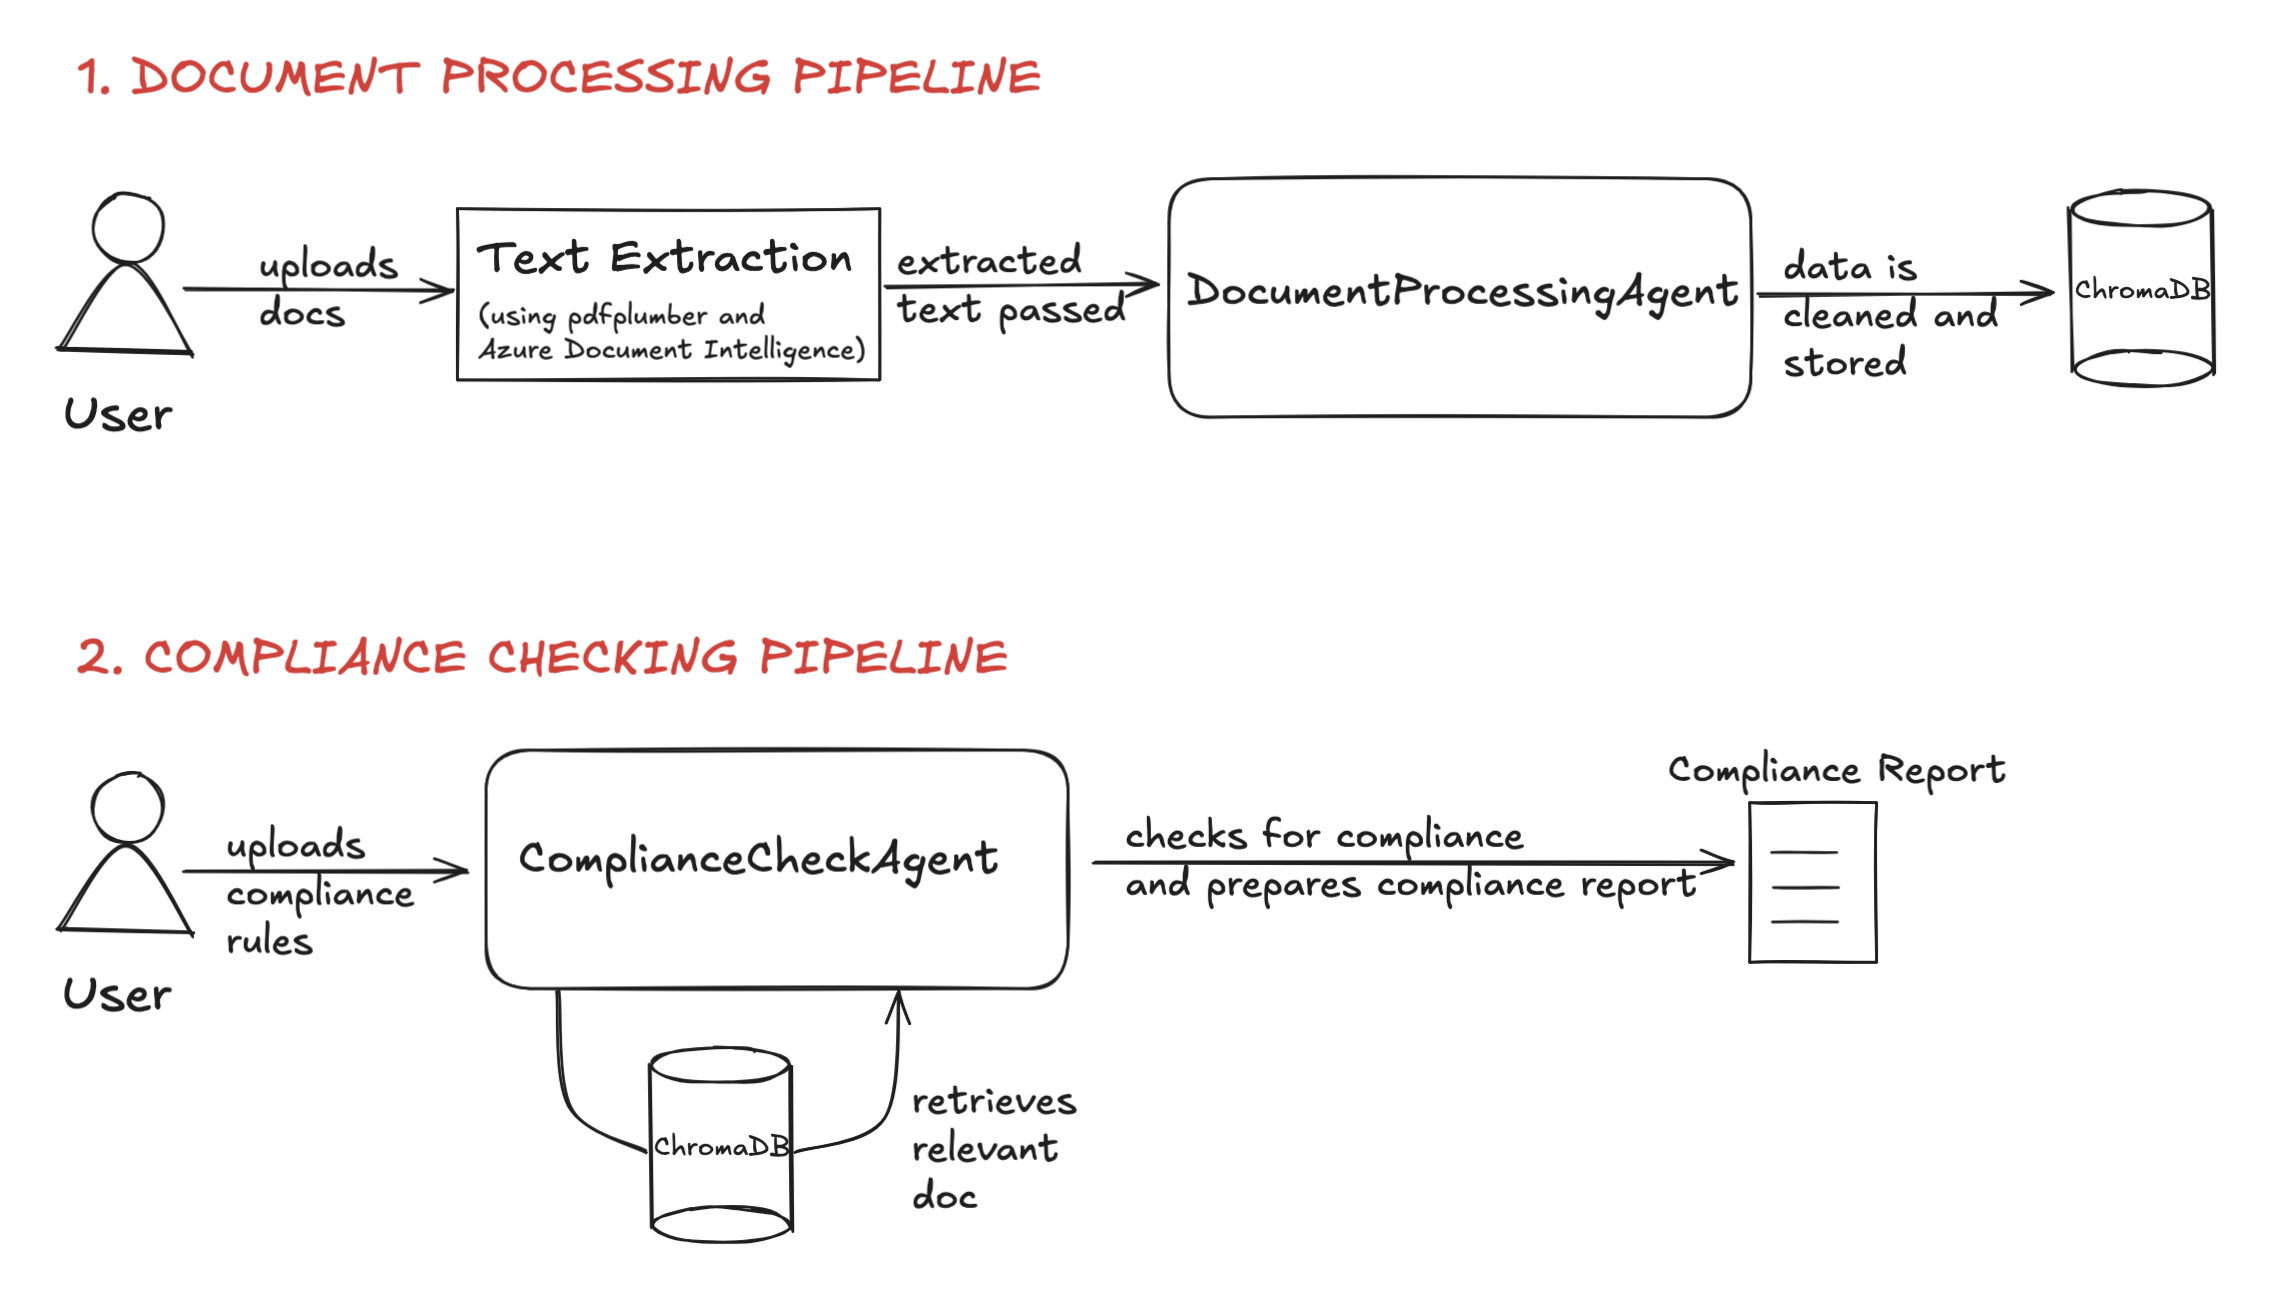 1. DOCUMENT PROCESSING PIPELINE
uploads
docs
User
Text Extraction
(using pdfplumber and
Azure Document Intelligence)
extracted
text passed
DocumentProcessingAgent
data is
cleaned and
stored
ChromaDB
2. COMPLIANCE CHECKING PIPELINE
uploads
compliance
rules
User
ComplianceCheckAgent
checks for compliance
and prepares compliance report
Compliance Report
ChromaDB
retrieves
relevant
doc